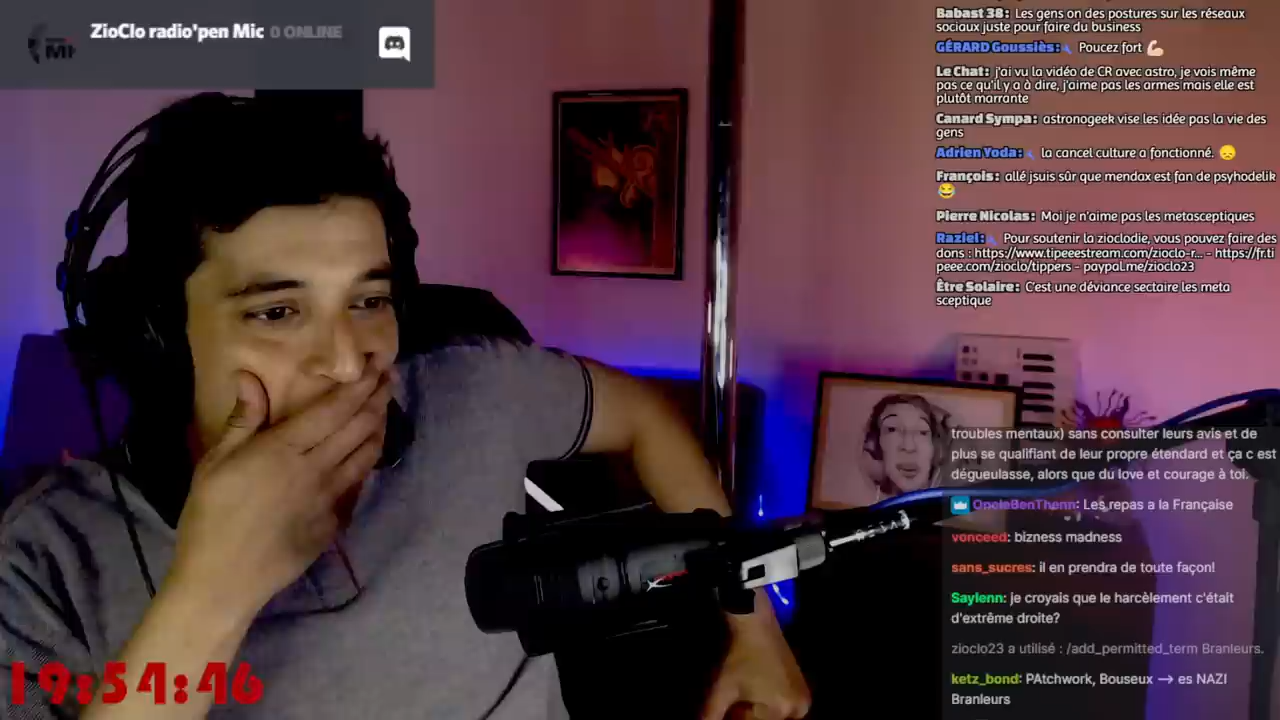 ZioClo radio'pen Mic 0 ONLINE
Babast 38: Les gens on des postures sur les réseaux
sociaux juste pour faire du business
GÉRARD Goussiès: Poucez fort 💪🏻
Le Chat: j'ai vu la vidéo de CR avec astro, je vois même
pas ce qu'il y a à dire, j'aime pas les armes mais elle est
plutôt marrante
Canard Sympa: astronogeek vise les idée pas la vie des
gens
Adrien Yoda: la cancel culture a fonctionné. 😞
François: allé jsuis sûr que mendax est fan de psyhodelik
😂
Pierre Nicolas: Moi je n'aime pas les metasceptiques
Raziel: Pour soutenir la zioclodie, vous pouvez faire des
dons : https://www.tipeeestream.com/zioclo-r... - https://fr.ti
peee.com/zioclo/tippers - paypal.me/zioclo23
Être Solaire: C'est une déviance sectaire les meta
sceptique
troubles mentaux) sans consulter leurs avis et de
plus se qualifiant de leur propre étendard et ça c est
dégueulasse, alors que du love et courage à toi.
Les repas a la Française
vonceed: bizness madness
sans_sucres: il en prendra de toute façon!
Saylenn: je croyais que le harcèlement c'était
d'extrême droite?
zioclo23 a utilisé : /add_permitted_term Branleurs.
ketz_bond: PAtchwork, Bouseux --> es NAZI
Branleurs
19:54:46